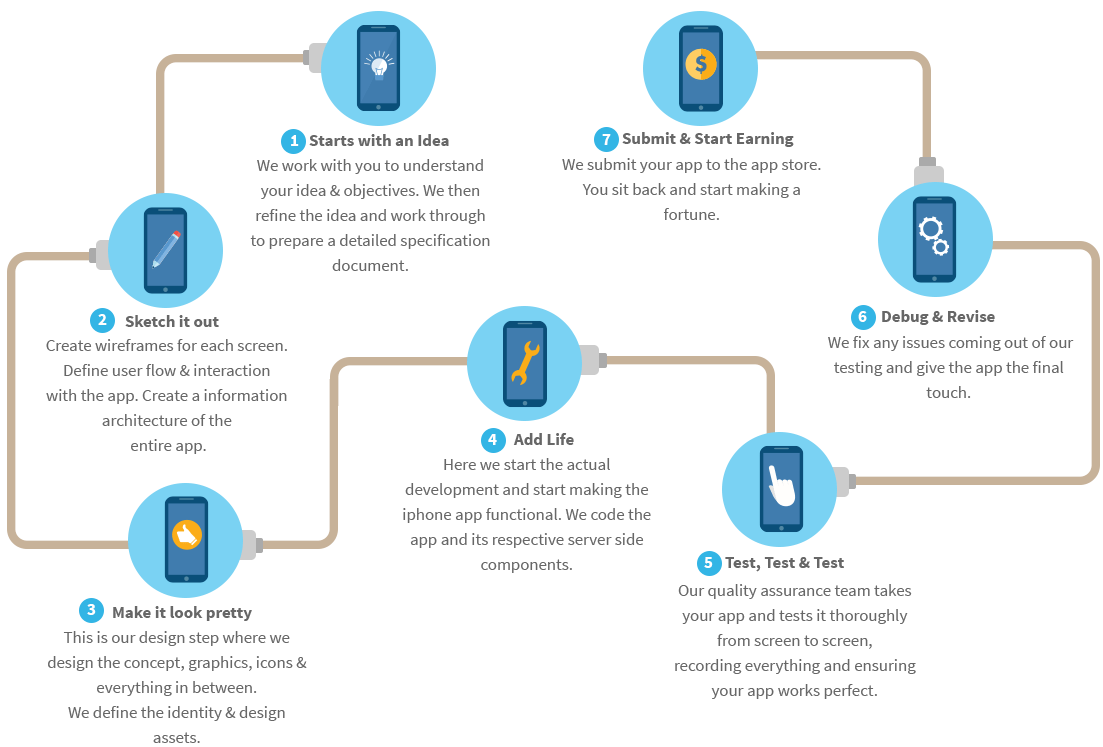 1 Starts with an Idea
We work with you to understand
your idea & objectives. We then
refine the idea and work through
to prepare a detailed specification
document.
2 Sketch it out
Create wireframes for each screen.
Define user flow & interaction
with the app. Create a information
architecture of the
entire app.
3 Make it look pretty
This is our design step where we
design the concept, graphics, icons &
everything in between.
We define the identity & design
assets.
4 Add Life
Here we start the actual
development and start making the
iphone app functional. We code the
app and its respective server side
components.
5 Test, Test & Test
Our quality assurance team takes
your app and tests it thoroughly
from screen to screen,
recording everything and ensuring
your app works perfect.
6 Debug & Revise
We fix any issues coming out of our
testing and give the app the final
touch.
$
7 Submit & Start Earning
We submit your app to the app store.
You sit back and start making a
fortune.